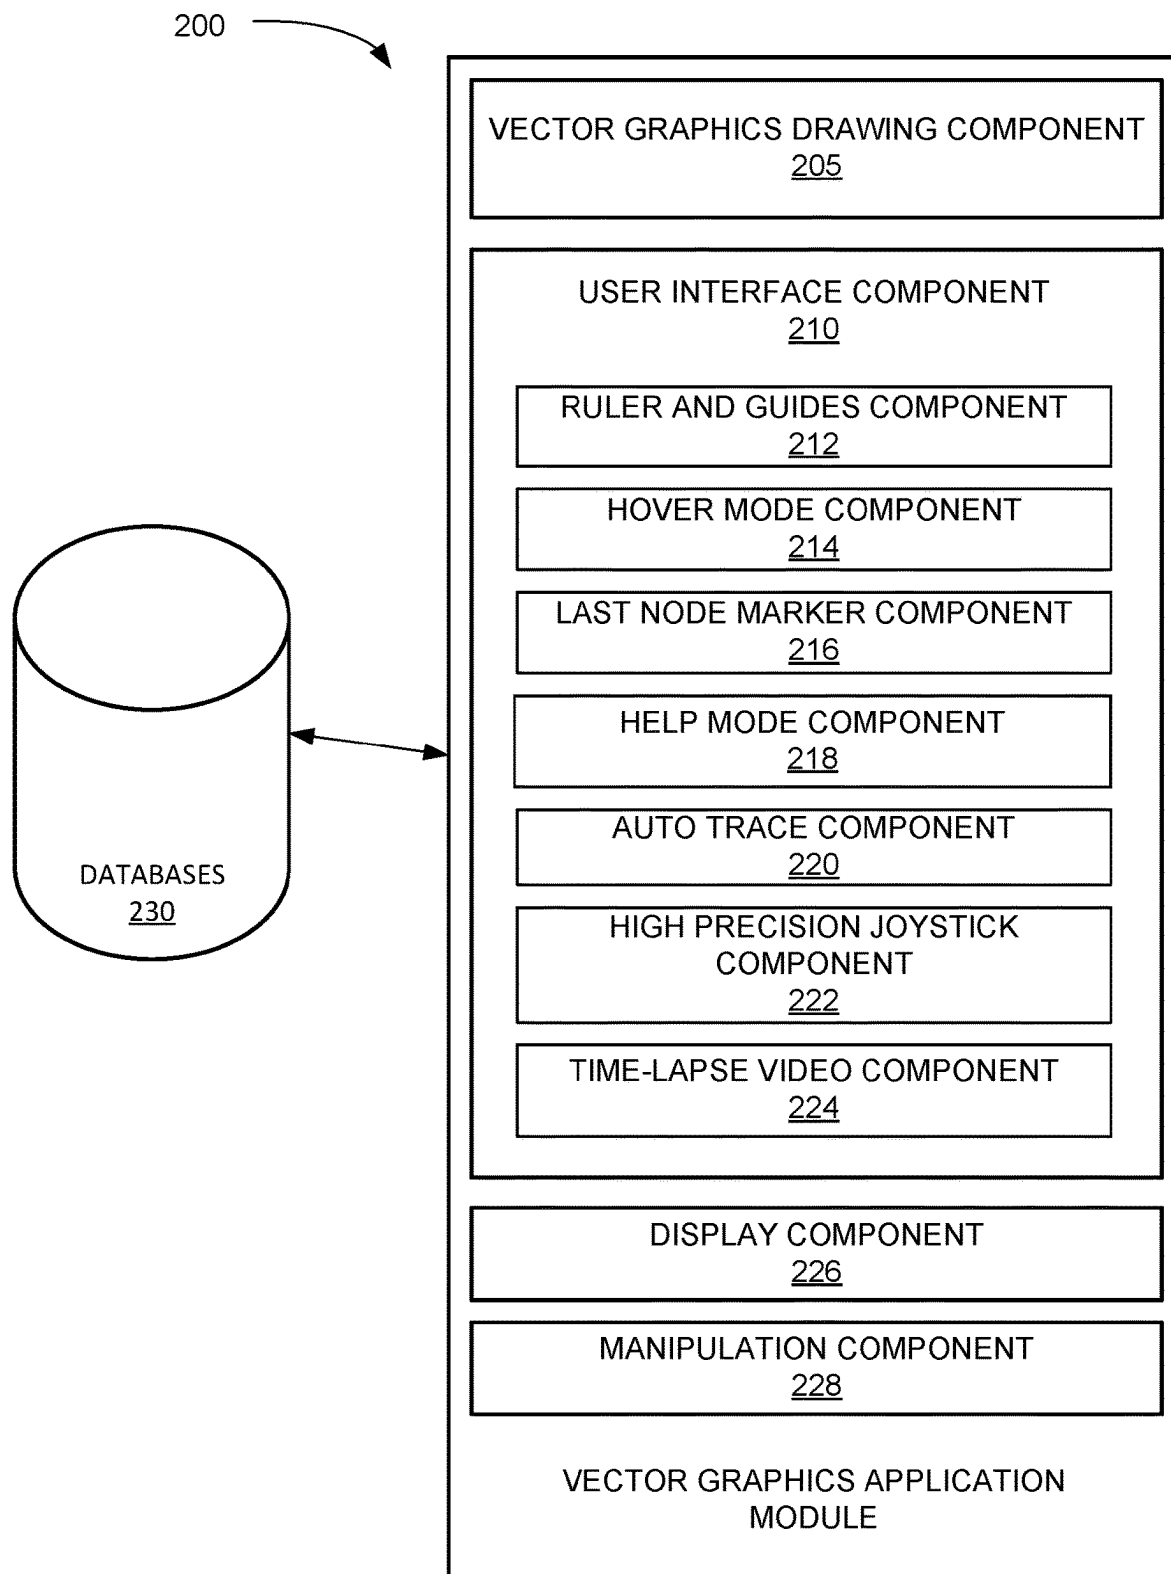 200
VECTOR GRAPHICS DRAWING COMPONENT
205
USER INTERFACE COMPONENT
210
RULER AND GUIDES COMPONENT
212
HOVER MODE COMPONENT
214
LAST NODE MARKER COMPONENT
216
HELP MODE COMPONENT
218
AUTO TRACE COMPONENT
220
HIGH PRECISION JOYSTICK
COMPONENT
222
TIME-LAPSE VIDEO COMPONENT
224
DATABASES
230
DISPLAY COMPONENT
226
MANIPULATION COMPONENT
228
VECTOR GRAPHICS APPLICATION
MODULE